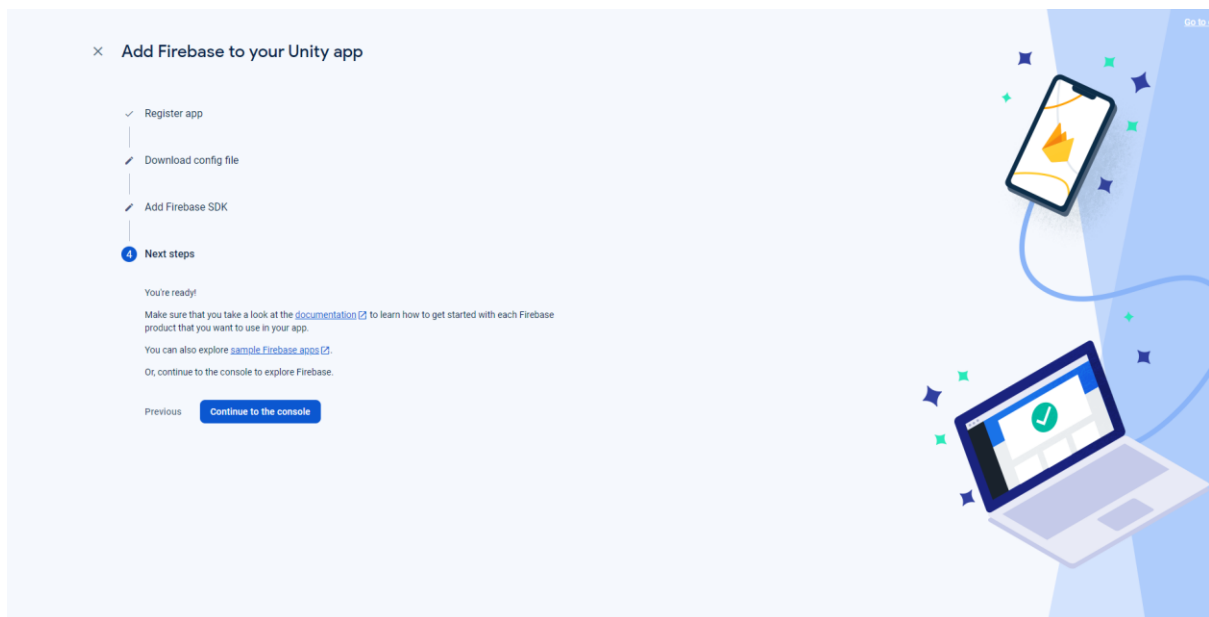 Go to
Add Firebase to your Unity app
Register app
Download config file
Add Firebase SDK
4 Next steps
You're ready!
Make sure that you take a look at the documentation to learn how to get started with each Firebase
product that you want to use in your app.
You can also explore sample Firebase apps.
Or, continue to the console to explore Firebase.
Previous Continue to the console